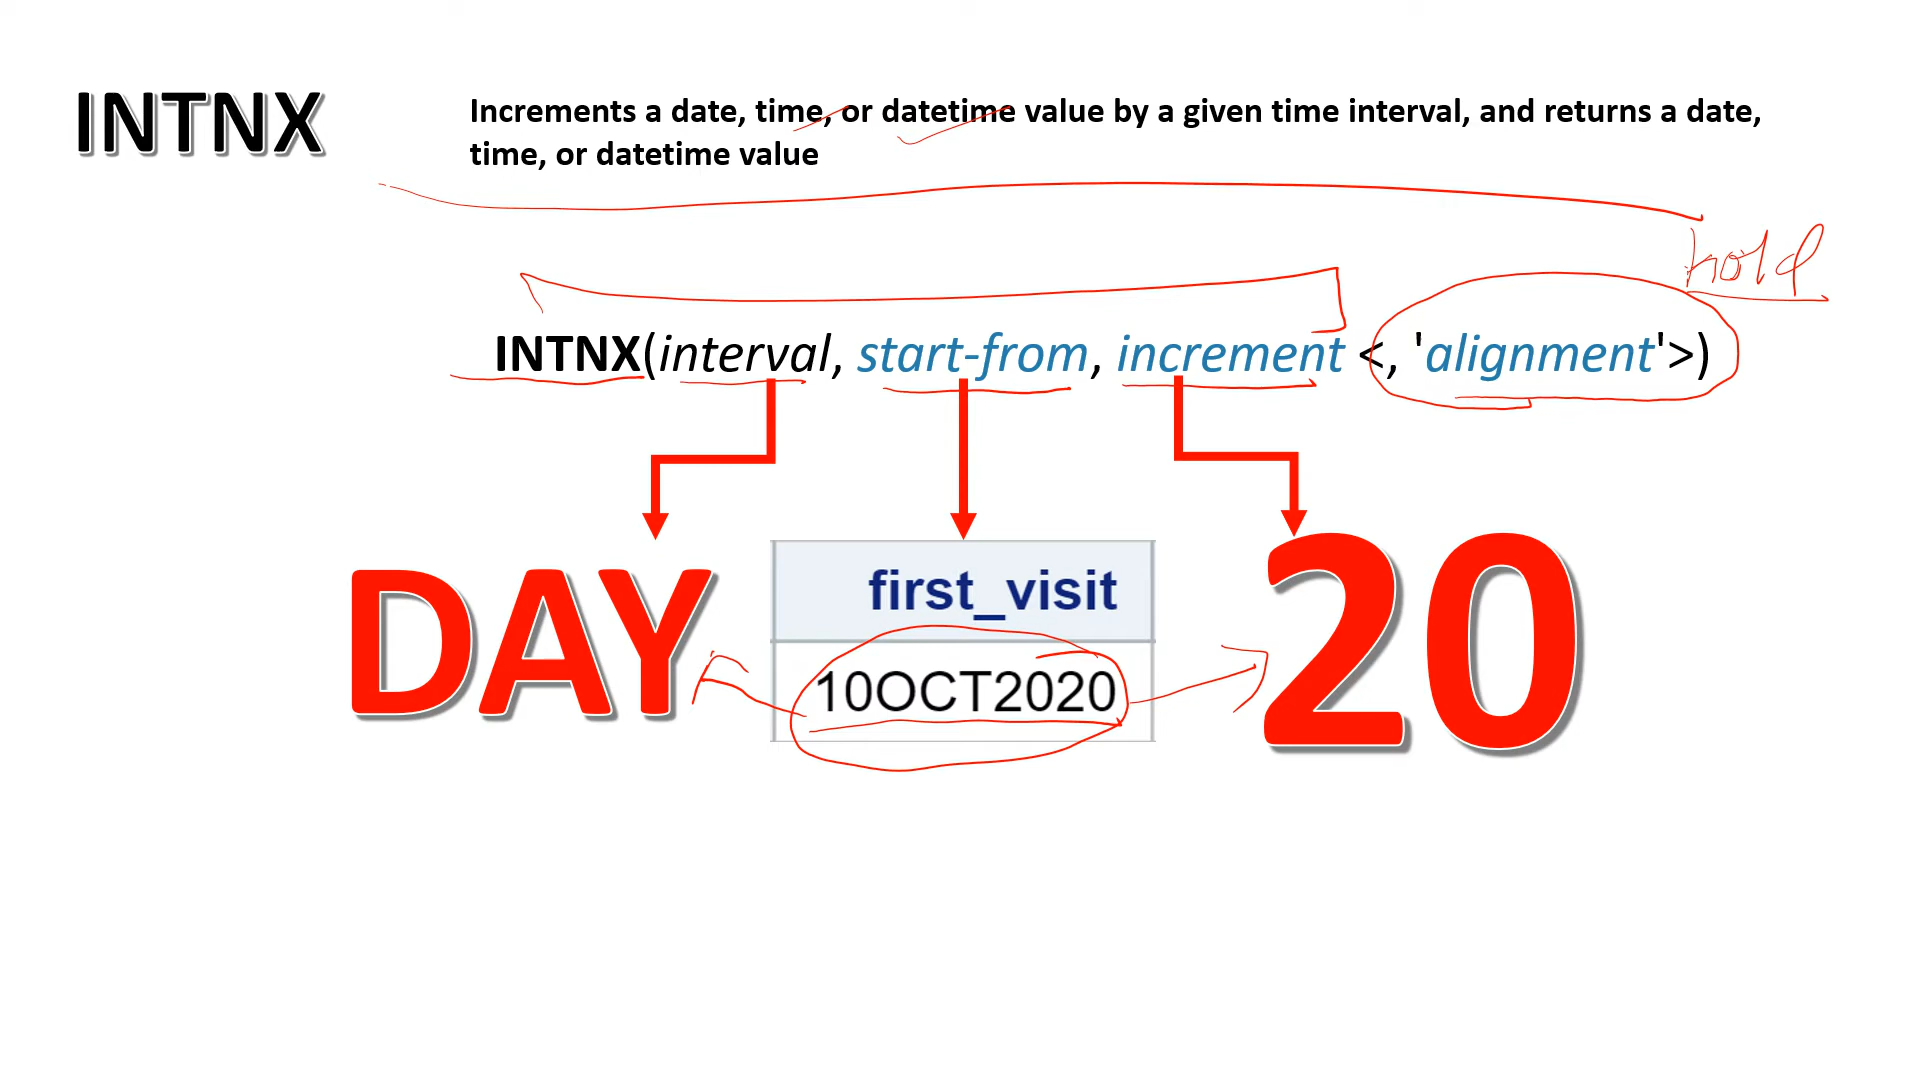 INTNX
Increments a date, time, or datetime value by a given time interval, and returns a date,
time, or datetime value
hold
INTNX(interval, start-from, increment <, 'alignment'>)
DAY
first_visit
10OCT2020
20